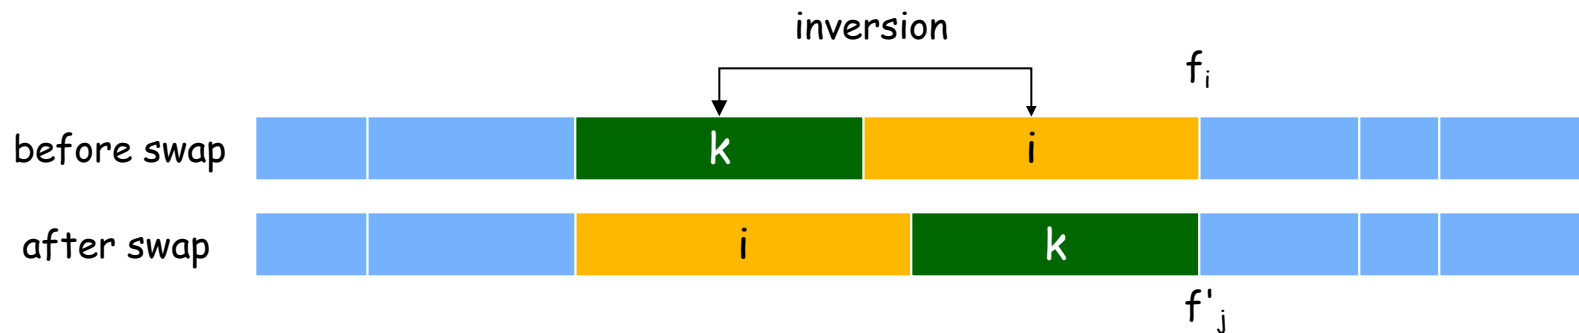 inversion
f_i
before swap k i
after swap i k
f'_j